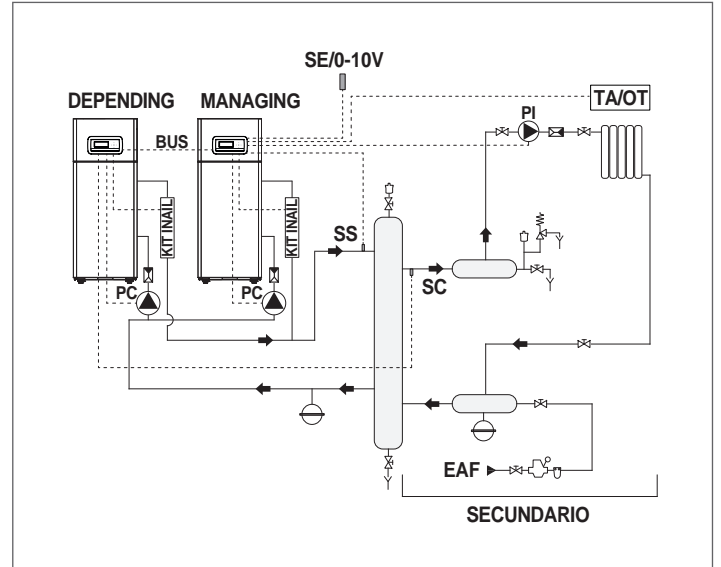 SE/0-10V
DEPENDING
MANAGING
TA/OT
PI
BUS
KIT INAIL
KIT INAIL
SS
SC
PC
PC
EAF
SECUNDARIO